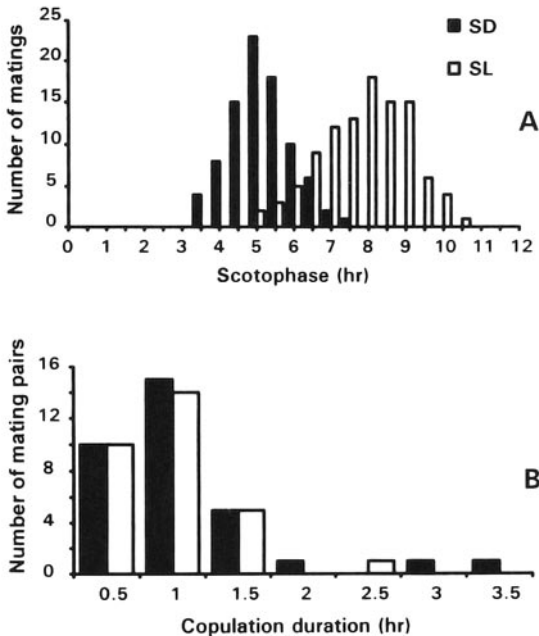 25
20
15
10
5
0
Number of matings
SD
SL
A
0 1 2 3 4 5 6 7 8 9 10 11 12
Scotophase (hr)
16
12
8
4
0
Number of mating pairs
B
0.5 1 1.5 2 2.5 3 3.5
Copulation duration (hr)